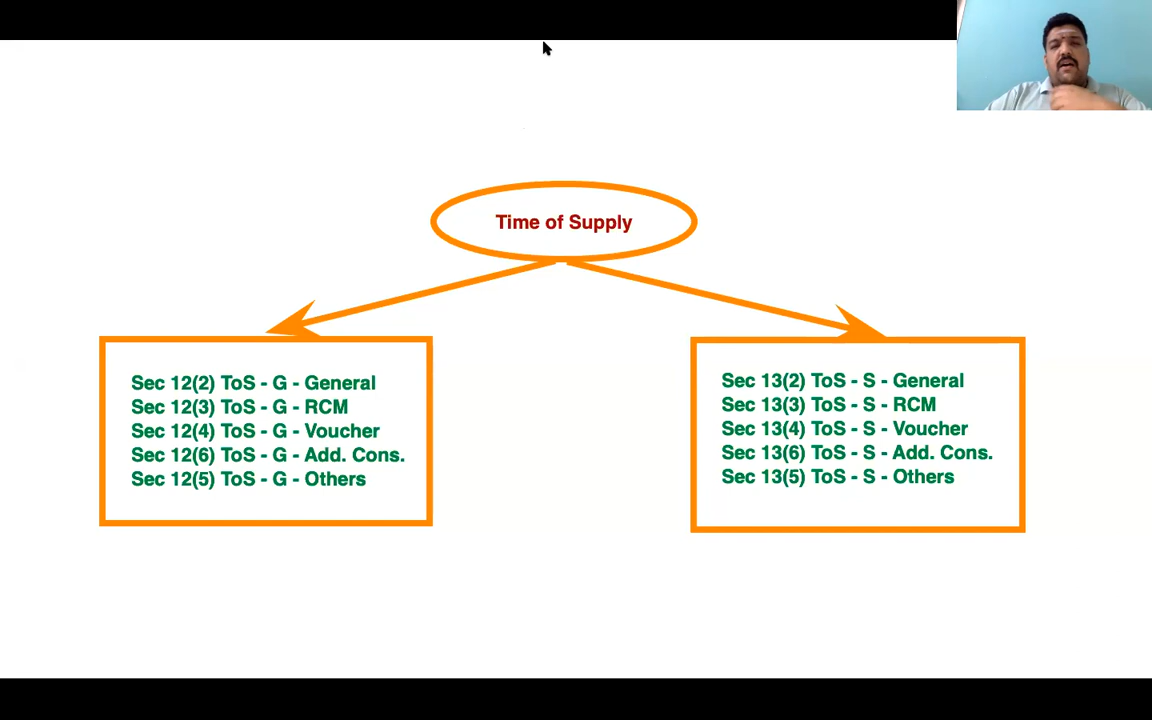 Time of Supply
Sec 12(2) ToS - G - General
Sec 12(3) ToS - G - RCM
Sec 12(4) ToS - G - Voucher
Sec 12(6) ToS - G - Add. Cons.
Sec 12(5) ToS - G - Others
Sec 13(2) ToS - S - General
Sec 13(3) ToS - S - RCM
Sec 13(4) ToS - S - Voucher
Sec 13(6) ToS - S - Add. Cons.
Sec 13(5) ToS - S - Others